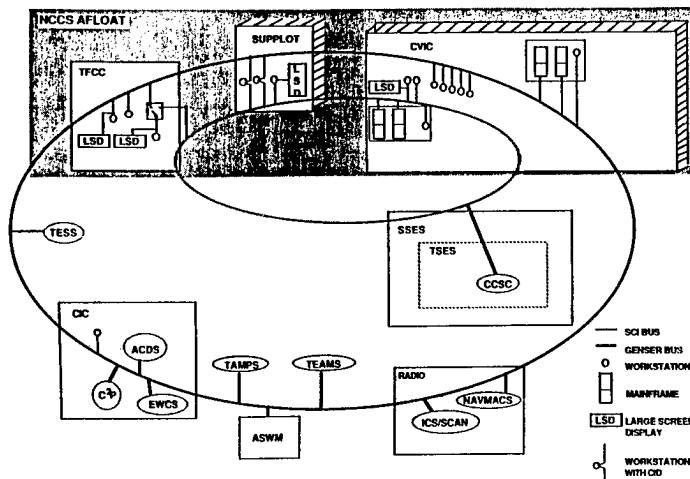 NCCS AFLOAT
SUPPLOT
CVIC
TFCC
S
LSD
LSD
LSD
TESS
SSES
TSES
CCSC
CIC
ACDS
C²P
EWCS
TAMPS
TEAMS
ASWM
RADIO
NAVMACS
ICS/SCAN
SCI BUS
GENSER BUS
WORKSTATION
MAINFRAME
LSD
LARGE SCREE
DISPLAY
WORKSTATION
WITH CID